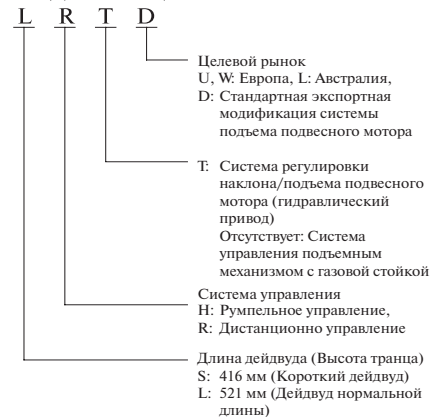 L R T D
Целевой рынок
U, W: Европа, L: Австралия,
D: Стандартная экспортная
модификация системы
подъема подвесного мотора
T: Система регулировки
наклона/подъема подвесного
мотора (гидравлический
привод)
Отсутствует: Система
управления подъемным
механизмом с газовой стойкой
Система управления
H: Румпельное управление,
R: Дистанционно управление
Длина дейдвуда (Высота транца)
S: 416 мм (Короткий дейдвуд)
L: 521 мм (Дейдвуд нормальной
длины)